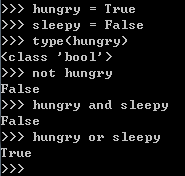 >>> hungry = True
>>> sleepy = False
>>> type(hungry)
<class 'bool'>
>>> not hungry
False
>>> hungry and sleepy
False
>>> hungry or sleepy
True
>>>